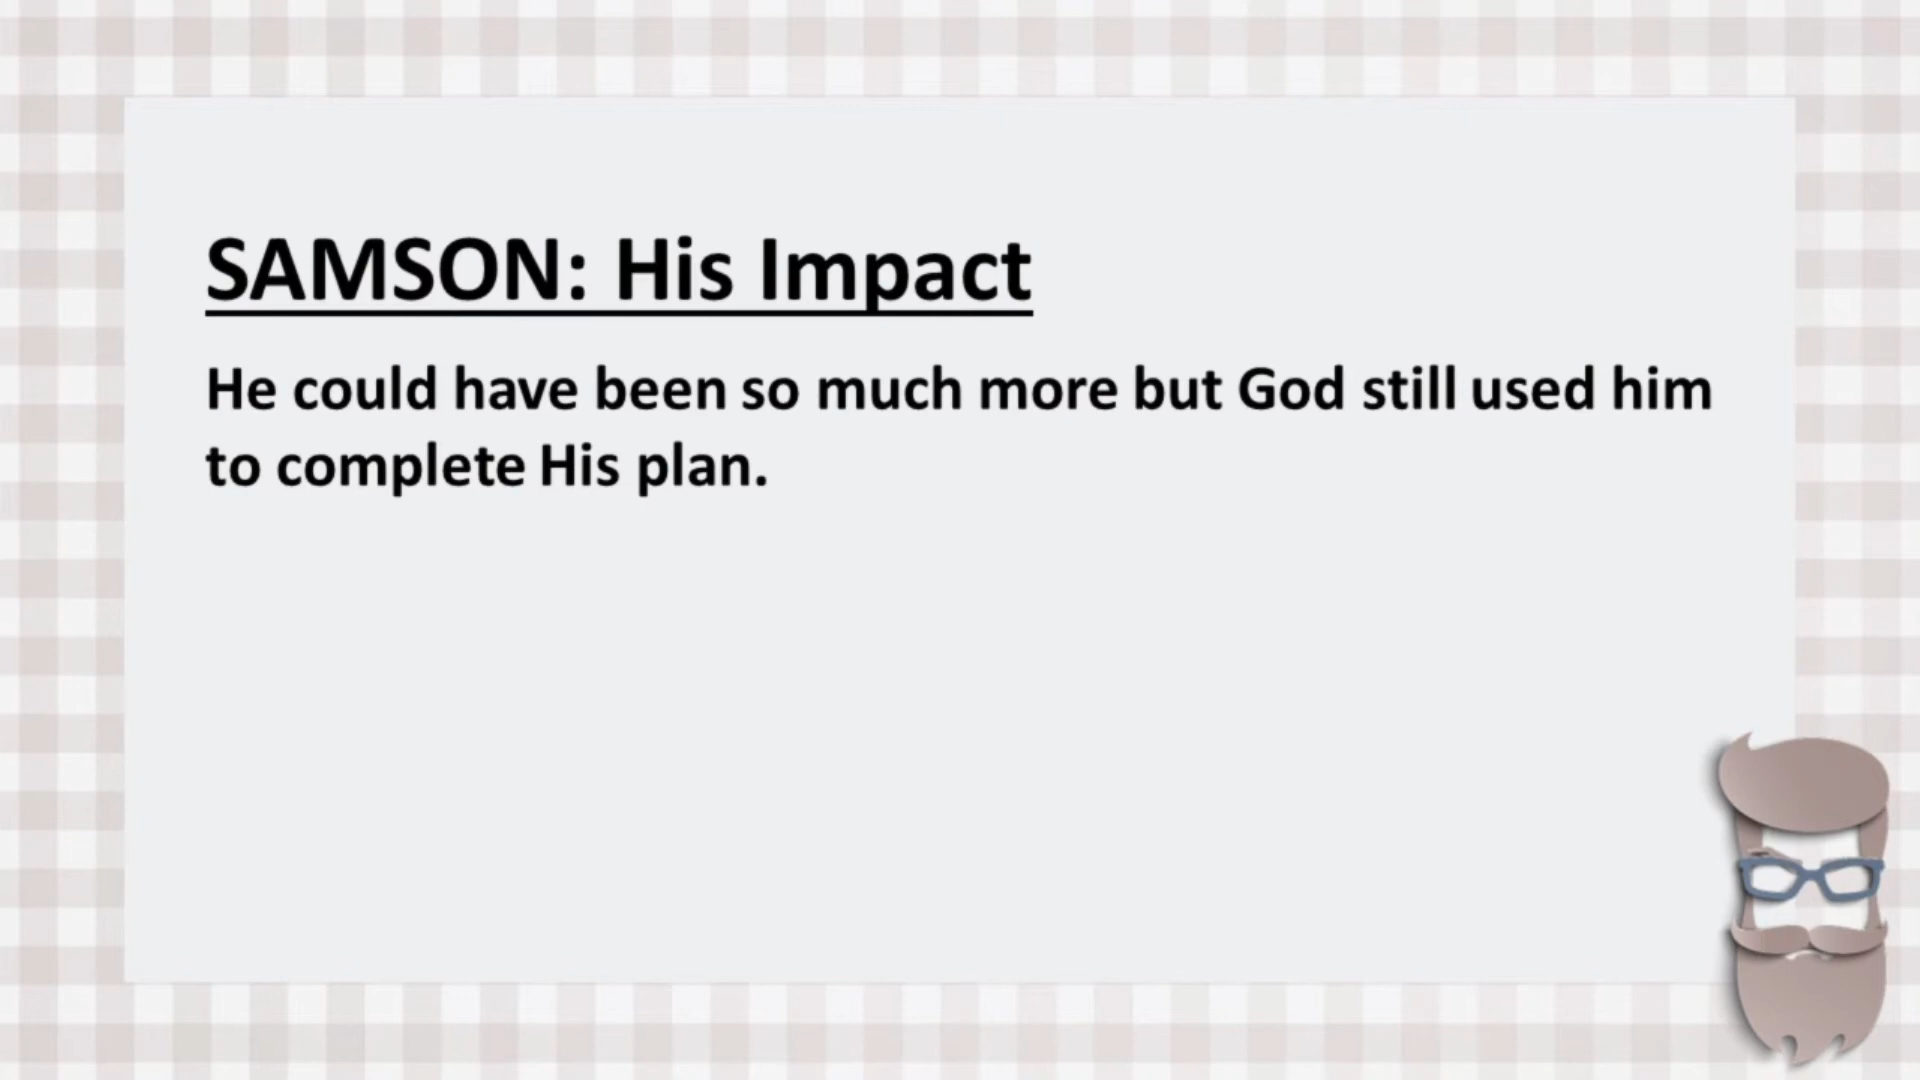 SAMSON: His Impact
He could have been so much more but God still used him
to complete His plan.